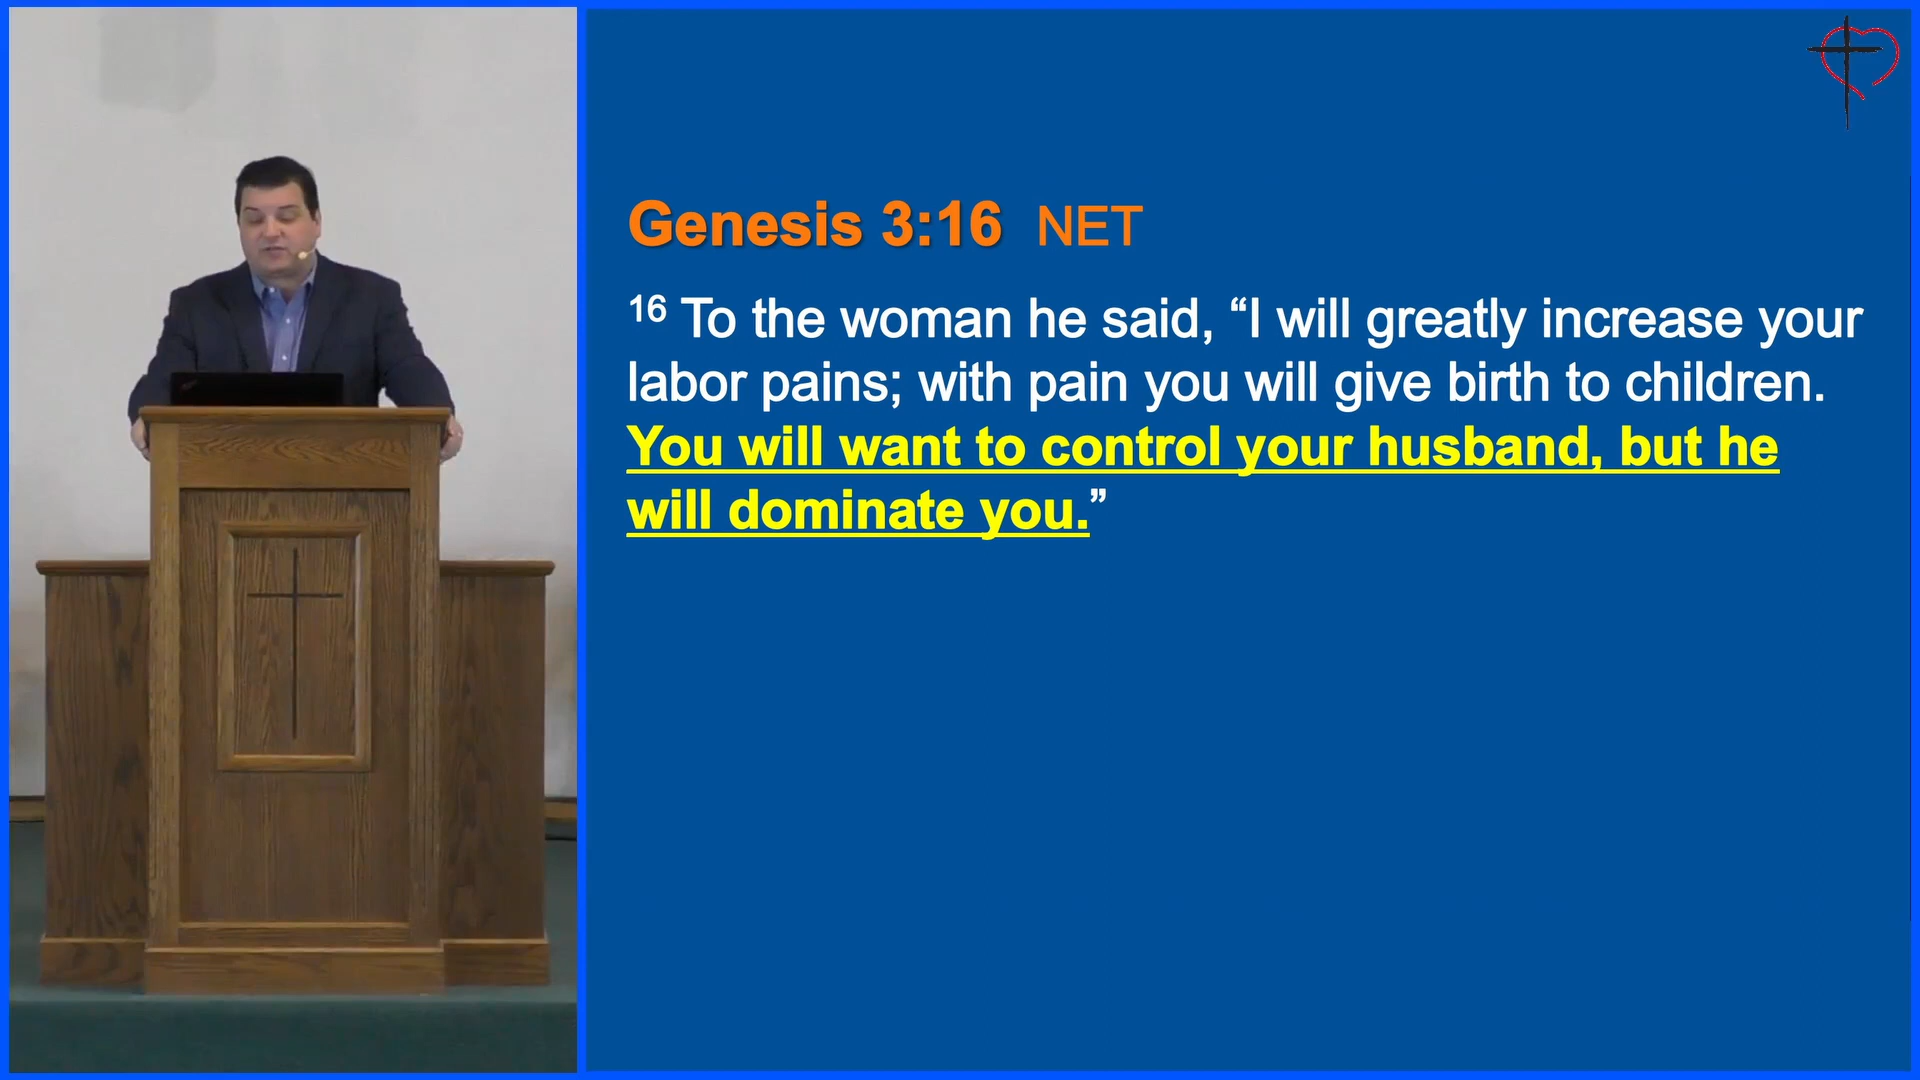 Genesis 3:16 NET
16 To the woman he said, “I will greatly increase your
labor pains; with pain you will give birth to children.
You will want to control your husband, but he
will dominate you.”